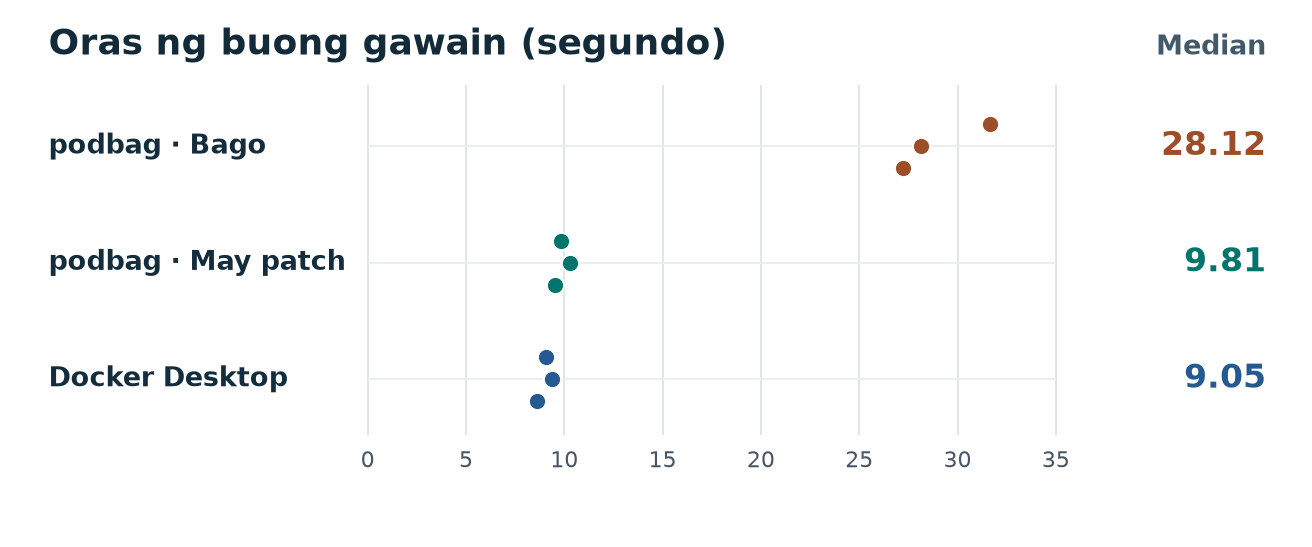 Oras ng buong gawain (segundo)
Median
podbag · Bago
28.12
podbag · May patch
9.81
Docker Desktop
9.05
0 5 10 15 20 25 30 35